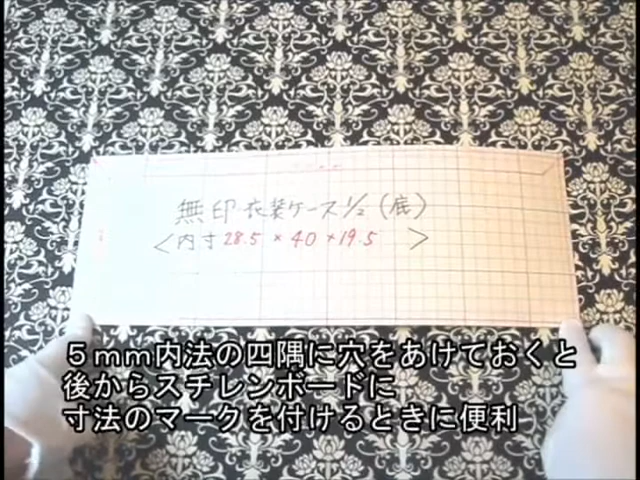 無印衣装ケース1/2(底)
<内寸28.5×40×19.5>
5mm内法の四隅に穴をあけておくと
後からスチレンボードに
寸法のマークを付けるときに便利